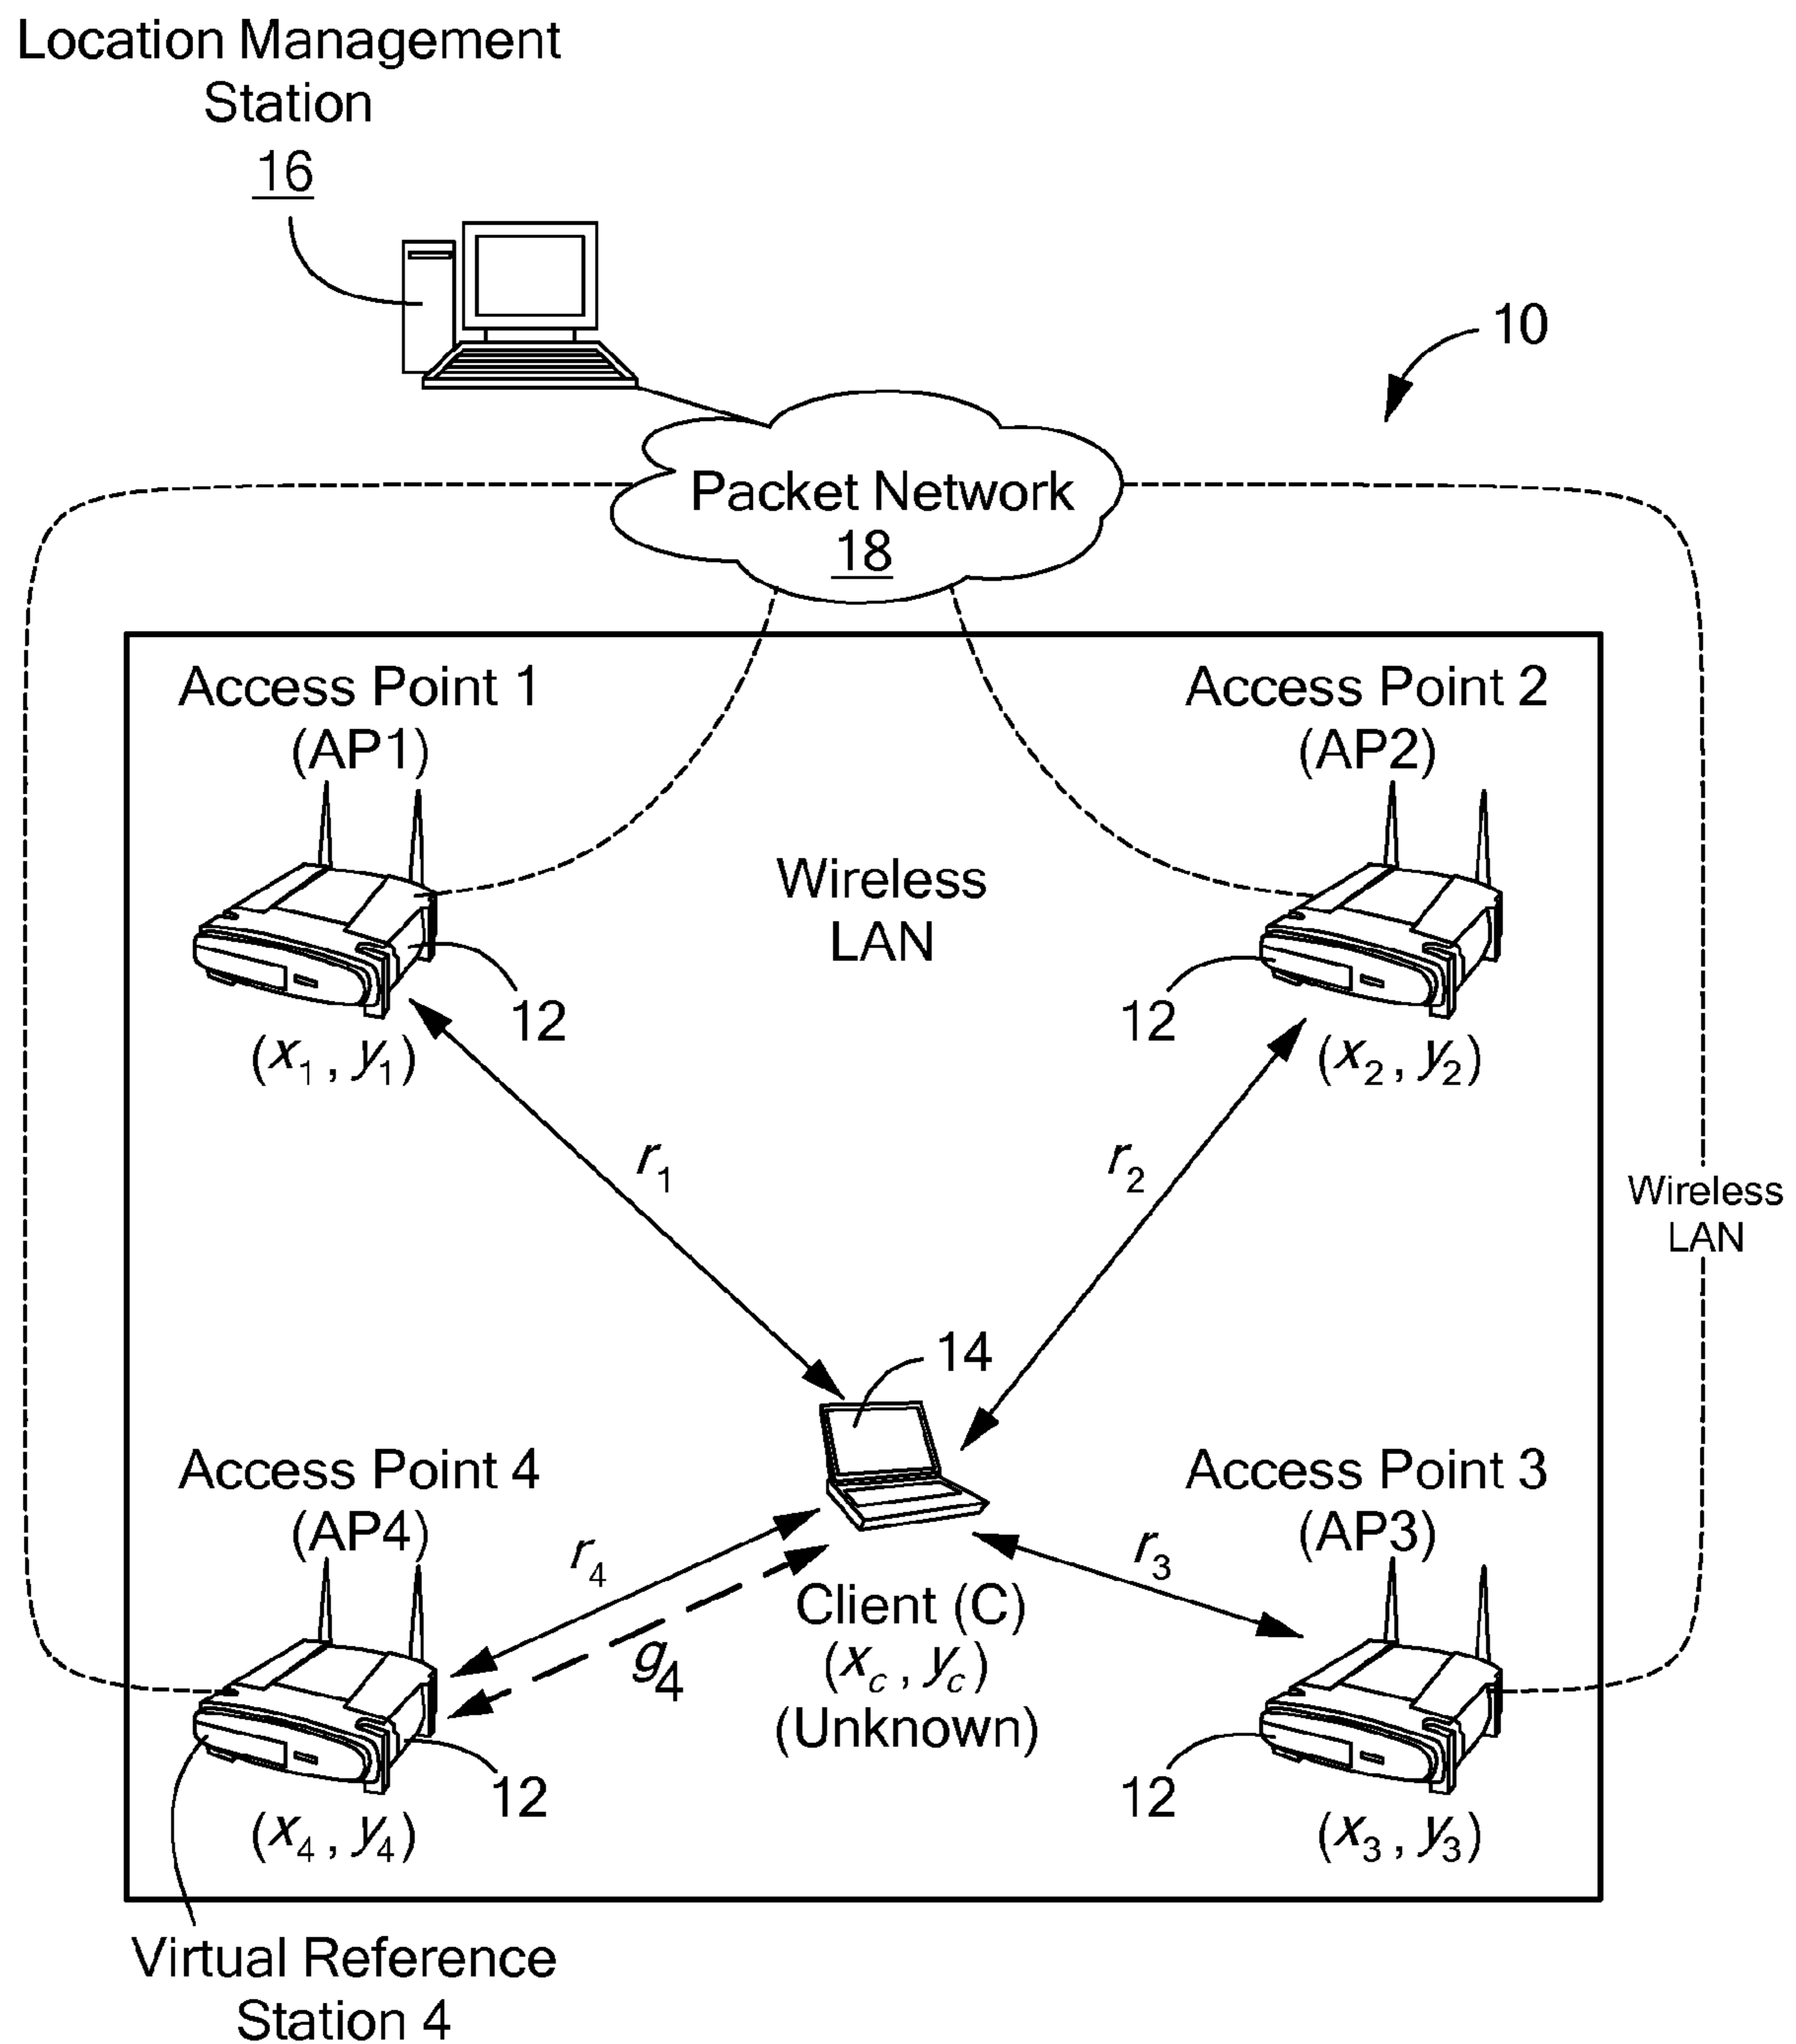 Location Management
Station
16
10
Packet Network
18
Access Point 1
(AP1)
Access Point 2
(AP2)
Wireless
LAN
12
12
(x₁, y₁)
(x₂, y₂)
r₁
r₂
Wireless
LAN
14
Access Point 4
(AP4)
Access Point 3
(AP3)
r₄
r₃
g₄
Client (C)
(x_c, y_c)
(Unknown)
12
12
(x₄, y₄)
(x₃, y₃)
Virtual Reference
Station 4